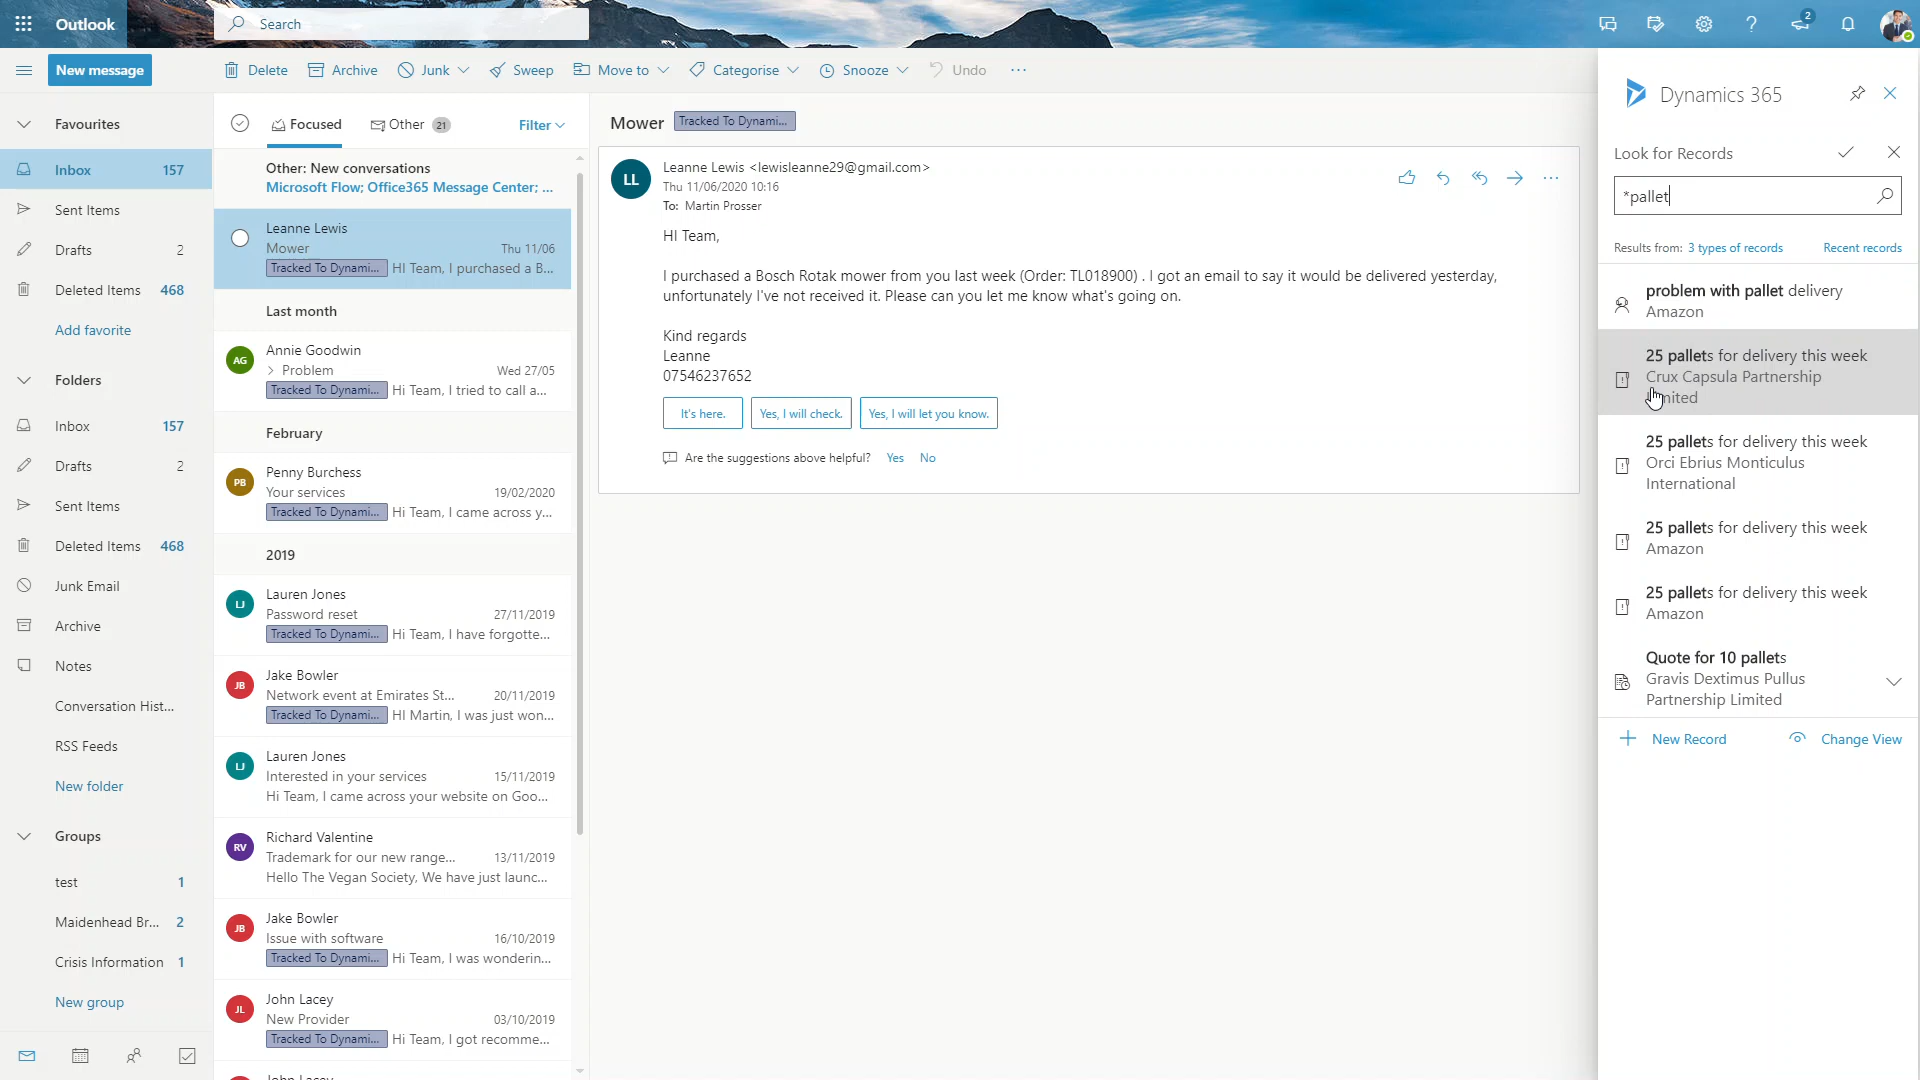 Outlook
Search
2
New message
Delete
Archive
Junk
Sweep
Move to
Categorise
Snooze
Undo
Favourites
Inbox 157
Sent Items
Drafts 2
Deleted Items 468
Add favorite
Folders
Inbox 157
Drafts 2
Sent Items
Deleted Items 468
Junk Email
Archive
Notes
Conversation Hist...
RSS Feeds
New folder
Groups
test 1
Maidenhead Br... 2
Crisis Information 1
New group
Focused
Other 21
Filter
Other: New conversations
Microsoft Flow; Office365 Message Center; ...
Leanne Lewis
Mower Thu 11/06
Tracked To Dynami... HI Team, I purchased a B...
Last month
AG
Annie Goodwin
Problem Wed 27/05
Tracked To Dynami... Hi Team, I tried to call a...
February
PB
Penny Burchess
Your services 19/02/2020
Tracked To Dynami... Hi Team, I came across y...
2019
LJ
Lauren Jones
Password reset 27/11/2019
Tracked To Dynami... Hi Team, I have forgotte...
JB
Jake Bowler
Network event at Emirates St... 20/11/2019
Tracked To Dynami... HI Martin, I was just won...
LJ
Lauren Jones
Interested in your services 15/11/2019
Hi Team, I came across your website on Goo...
RV
Richard Valentine
Trademark for our new range... 13/11/2019
Hello The Vegan Society, We have just launc...
JB
Jake Bowler
Issue with software 16/10/2019
Tracked To Dynami... Hi Team, I was wonderin...
JL
John Lacey
New Provider 03/10/2019
Tracked To Dynami... Hi Team, I got recomme...
John Lacey
Mower Tracked To Dynami...
LL
Leanne Lewis <lewisleanne29@gmail.com>
Thu 11/06/2020 10:16
To: Martin Prosser
HI Team,
I purchased a Bosch Rotak mower from you last week (Order: TL018900) . I got an email to say it would be delivered yesterday,
unfortunately I've not received it. Please can you let me know what's going on.
Kind regards
Leanne
07546237652
It's here.
Yes, I will check.
Yes, I will let you know.
Are the suggestions above helpful? Yes No
Dynamics 365
Look for Records
*pallet
Results from: 3 types of records Recent records
problem with pallet delivery
Amazon
25 pallets for delivery this week
Crux Capsula Partnership
25 pallets for delivery this week
Orci Ebrius Monticulus
International
25 pallets for delivery this week
Amazon
25 pallets for delivery this week
Amazon
Quote for 10 pallets
Gravis Dextimus Pullus
Partnership Limited
New Record
Change View